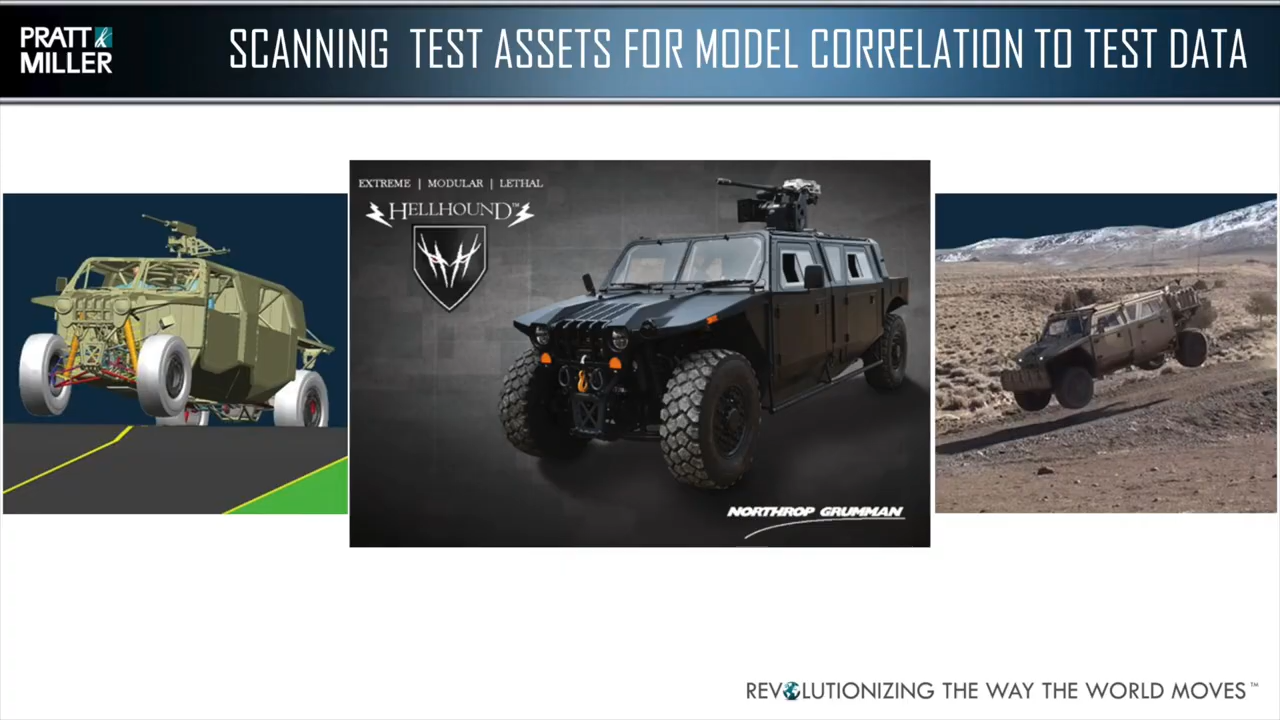 PRATT &
MILLER
SCANNING TEST ASSETS FOR MODEL CORRELATION TO TEST DATA
EXTREME | MODULAR | LETHAL
HELLHOUND™
NORTHROP GRUMMAN
REVOLUTIONIZING THE WAY THE WORLD MOVES™